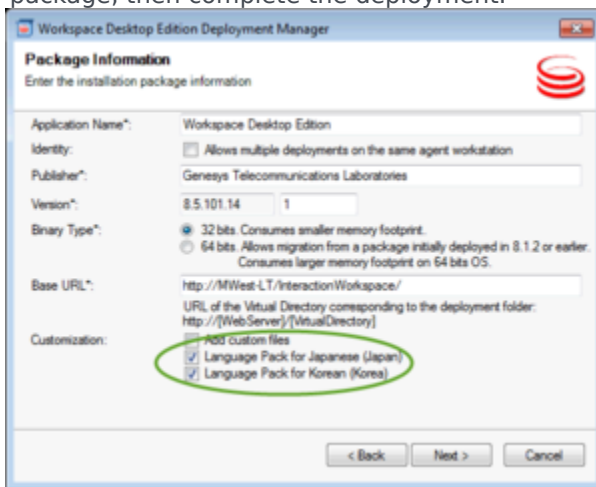 package, then complete the deployment.
Workspace Desktop Edition Deployment Manager
Package Information
Enter the installation package information
Application Name*: Workspace Desktop Edition
Identity: Allows multiple deployments on the same agent workstation
Publisher*: Genesys Telecommunications Laboratories
Version*: 8.5.101.14 1
Binary Type*: 32 bits. Consumes smaller memory footprint.
64 bits. Allows migration from a package initially deployed in 8.1.2 or earlier.
Consumes larger memory footprint on 64 bits OS.
Base URL*: http://MWest-LT/InteractionWorkspace/
URL of the Virtual Directory corresponding to the deployment folder:
http://[WebServer]/[VirtualDirectory]
Customization: Add custom files
Language Pack for Japanese (Japan)
Language Pack for Korean (Korea)
< Back Next > Cancel